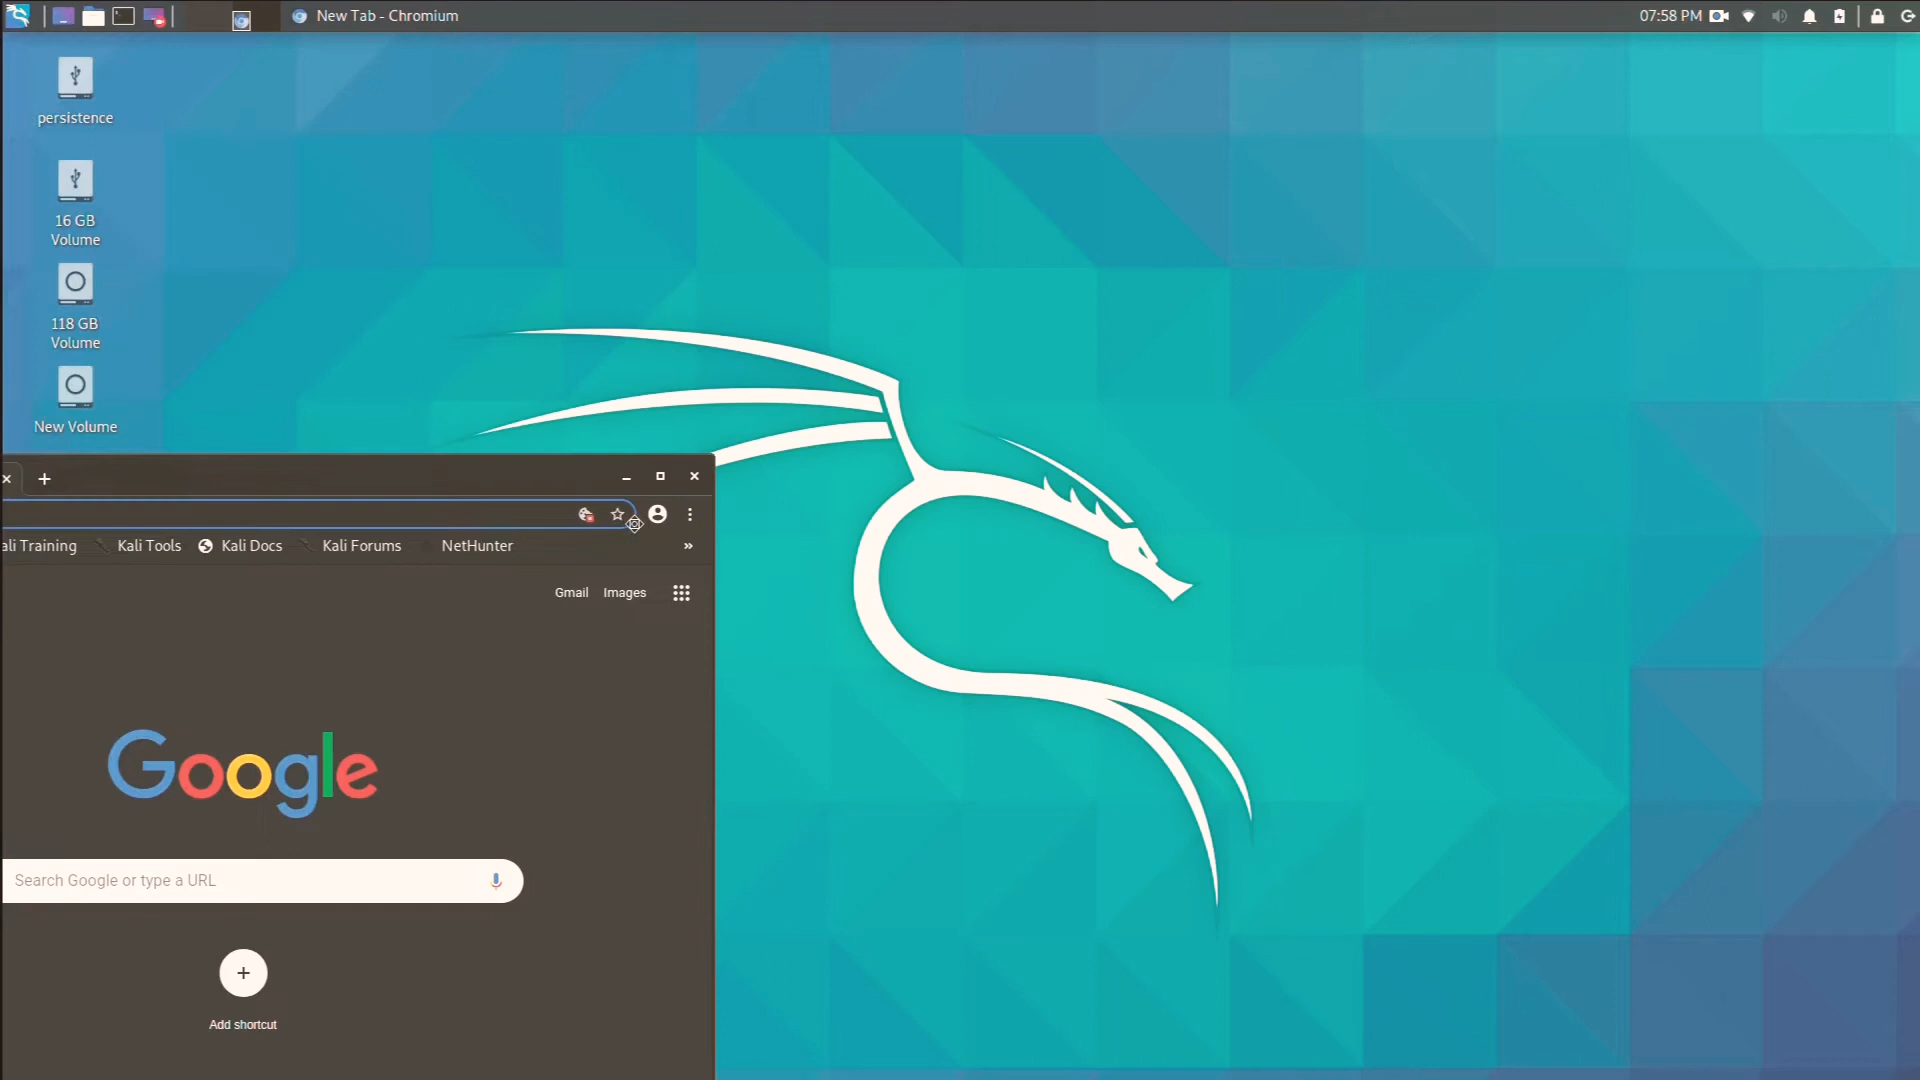 New Tab - Chromium
07:58 PM
persistence
16 GB
Volume
118 GB
Volume
New Volume
ali Training
Kali Tools
Kali Docs
Kali Forums
NetHunter
»
Gmail
Images
Google
Search Google or type a URL
Add shortcut